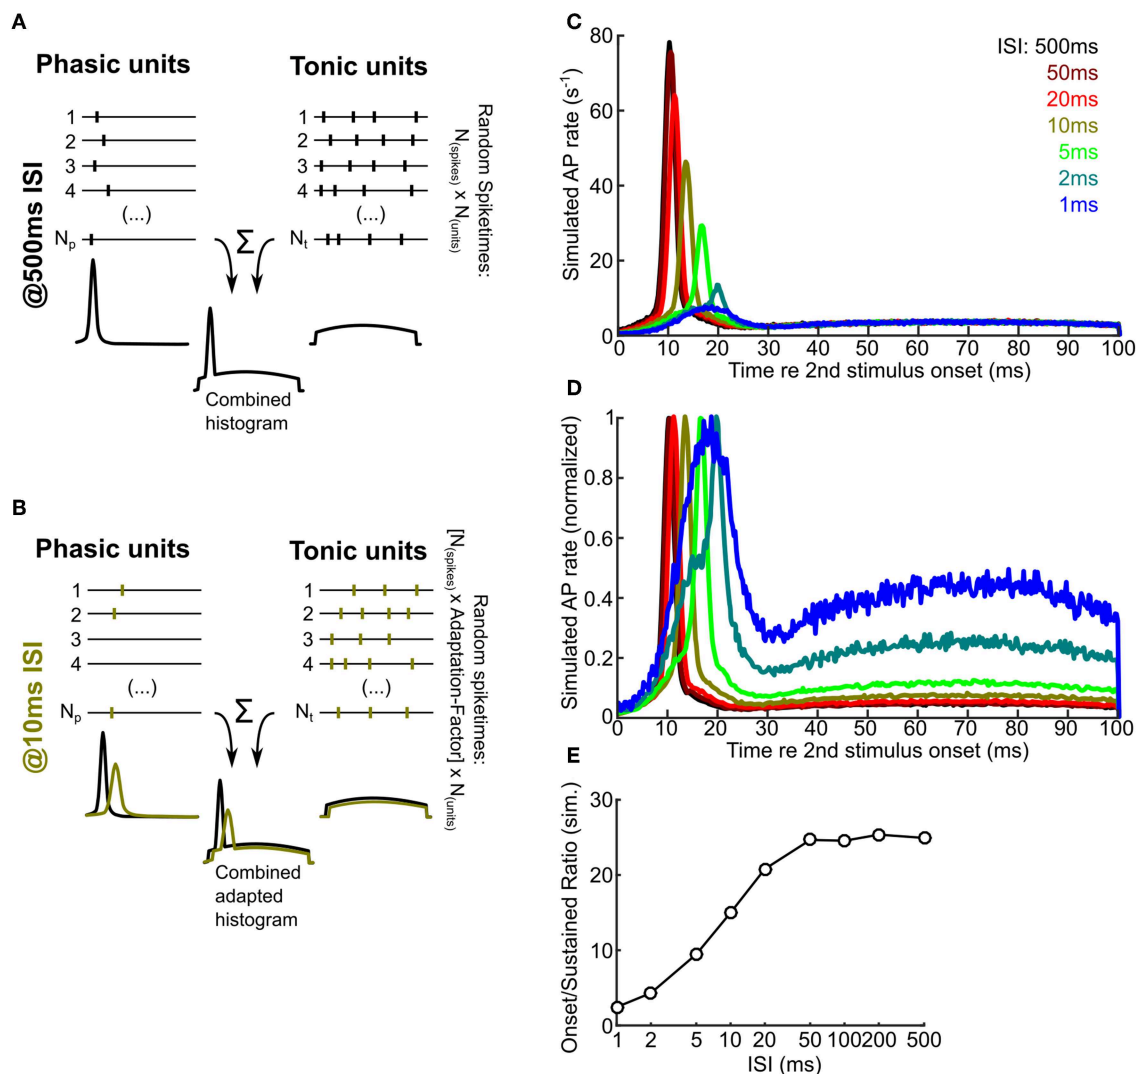 A
Phasic units
Tonic units
@500ms ISI
1
2
3
4
(...)
Np
1
2
3
4
(...)
Nt
Σ
Random Spiketimes:
N(spikes) x N(units)
Combined
histogram
B
Phasic units
Tonic units
@10ms ISI
1
2
3
4
(...)
Np
1
2
3
4
(...)
Nt
Σ
Random spiketimes:
[N(spikes) x Adaptation-Factor] x N(units)
Combined
adapted
histogram
C
Simulated AP rate (s-1)
80
60
40
20
0
0 10 20 30 40 50 60 70 80 90 100
Time re 2nd stimulus onset (ms)
ISI: 500ms
50ms
20ms
10ms
5ms
2ms
1ms
D
Simulated AP rate (normalized)
1
0.8
0.6
0.4
0.2
0
0 10 20 30 40 50 60 70 80 90 100
Time re 2nd stimulus onset (ms)
E
Onset/Sustained Ratio (sim.)
30
20
10
0
1 2 5 10 20 50 100 200 500
ISI (ms)